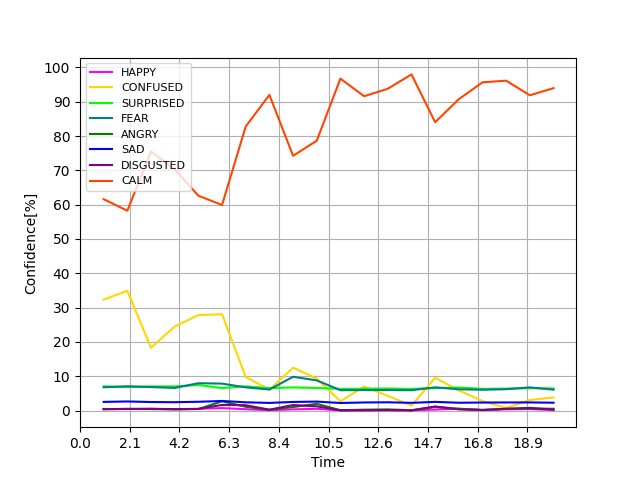 100
90
80
70
60
50
40
30
20
10
0
Confidence[%]
HAPPY
CONFUSED
SURPRISED
FEAR
ANGRY
SAD
DISGUSTED
CALM
0.0 2.1 4.2 6.3 8.4 10.5 12.6 14.7 16.8 18.9
Time